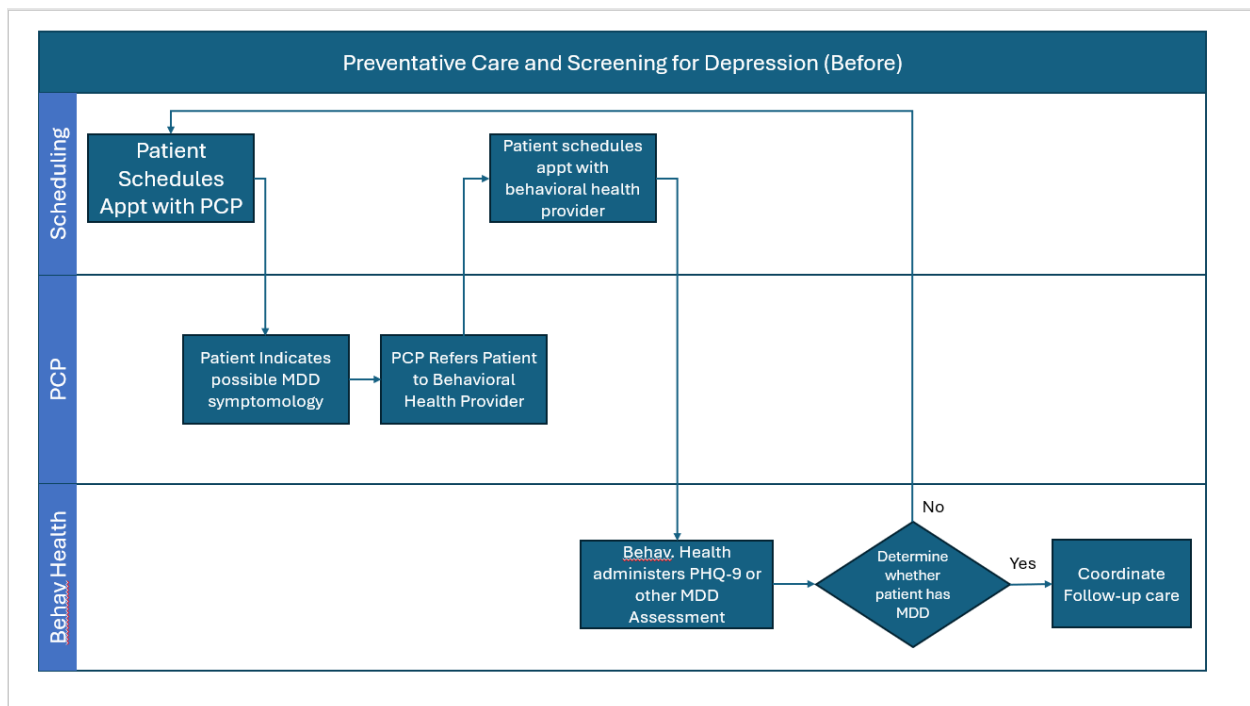 Preventative Care and Screening for Depression (Before)
Scheduling
Patient
Schedules
Appt with PCP
Patient schedules
appt with
behavioral health
provider
PCP
Patient Indicates
possible MDD
symptomology
PCP Refers Patient
to Behavioral
Health Provider
Behav Health
Behav. Health
administers PHQ-9 or
other MDD
Assessment
Determine
whether
patient has
MDD
No
Yes
Coordinate
Follow-up care